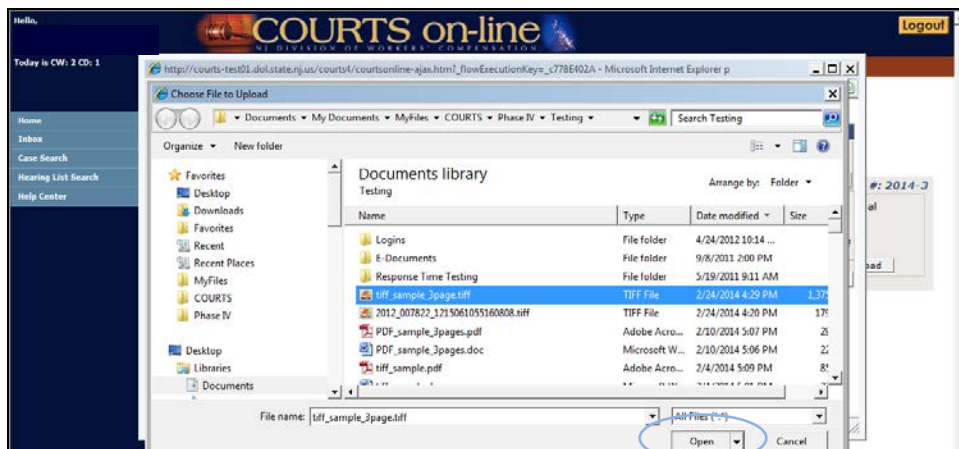 Hello,
COURTS on-line
NJ DIVISION OF WORKERS' COMPENSATION
Logout
Today is CW: 2 CD: 1
http://courts-test01.dol.state.nj.us/courts4/courtsonline-ajax.htm?_flowExecutionKey=_c778E402A - Microsoft Internet Explorer p
Choose File to Upload
Documents ▾ My Documents ▾ MyFiles ▾ COURTS ▾ Phase IV ▾ Testing ▾
Search Testing
Home
Inbox
Case Search
Hearing List Search
Help Center
Organize ▾ New folder
Favorites
Desktop
Downloads
Favorites
Recent
Recent Places
MyFiles
COURTS
Phase IV
Desktop
Libraries
Documents
Documents library
Testing
Arrange by: Folder ▾
Name Type Date modified Size
Logins File folder 4/24/2012 10:14 ...
E-Documents File folder 9/8/2011 2:00 PM
Response Time Testing File folder 5/19/2011 9:11 AM
tiff_sample_3page.tiff TIFF File 2/24/2014 4:29 PM 1,375
2012_007822_1215061055160808.tiff TIFF File 2/24/2014 4:20 PM 179
PDF_sample_3pages.pdf Adobe Acro... 2/10/2014 5:07 PM
PDF_sample_3pages.doc Microsoft W... 2/10/2014 5:06 PM
tiff_sample.pdf Adobe Acro... 2/4/2014 5:09 PM
#: 2014-3
al
oad
File name: tiff_sample_3page.tiff
All Files (*.*)
Open
Cancel